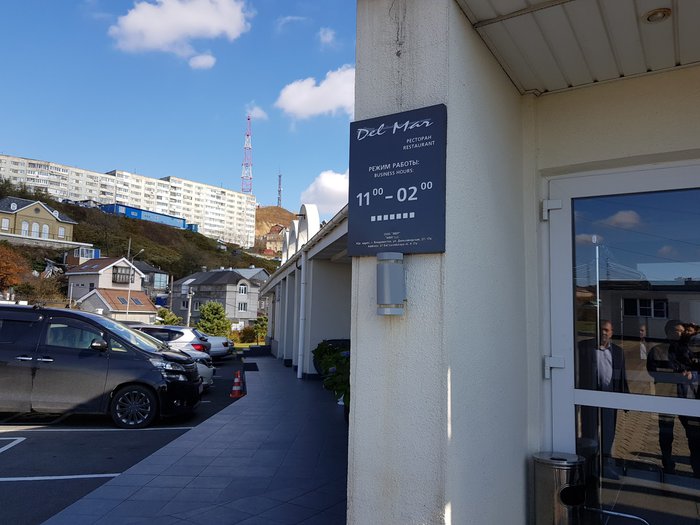 Del Mar
РЕСТОРАН
RESTAURANT
РЕЖИМ РАБОТЫ:
BUSINESS HOURS:
11⁰⁰ – 02⁰⁰